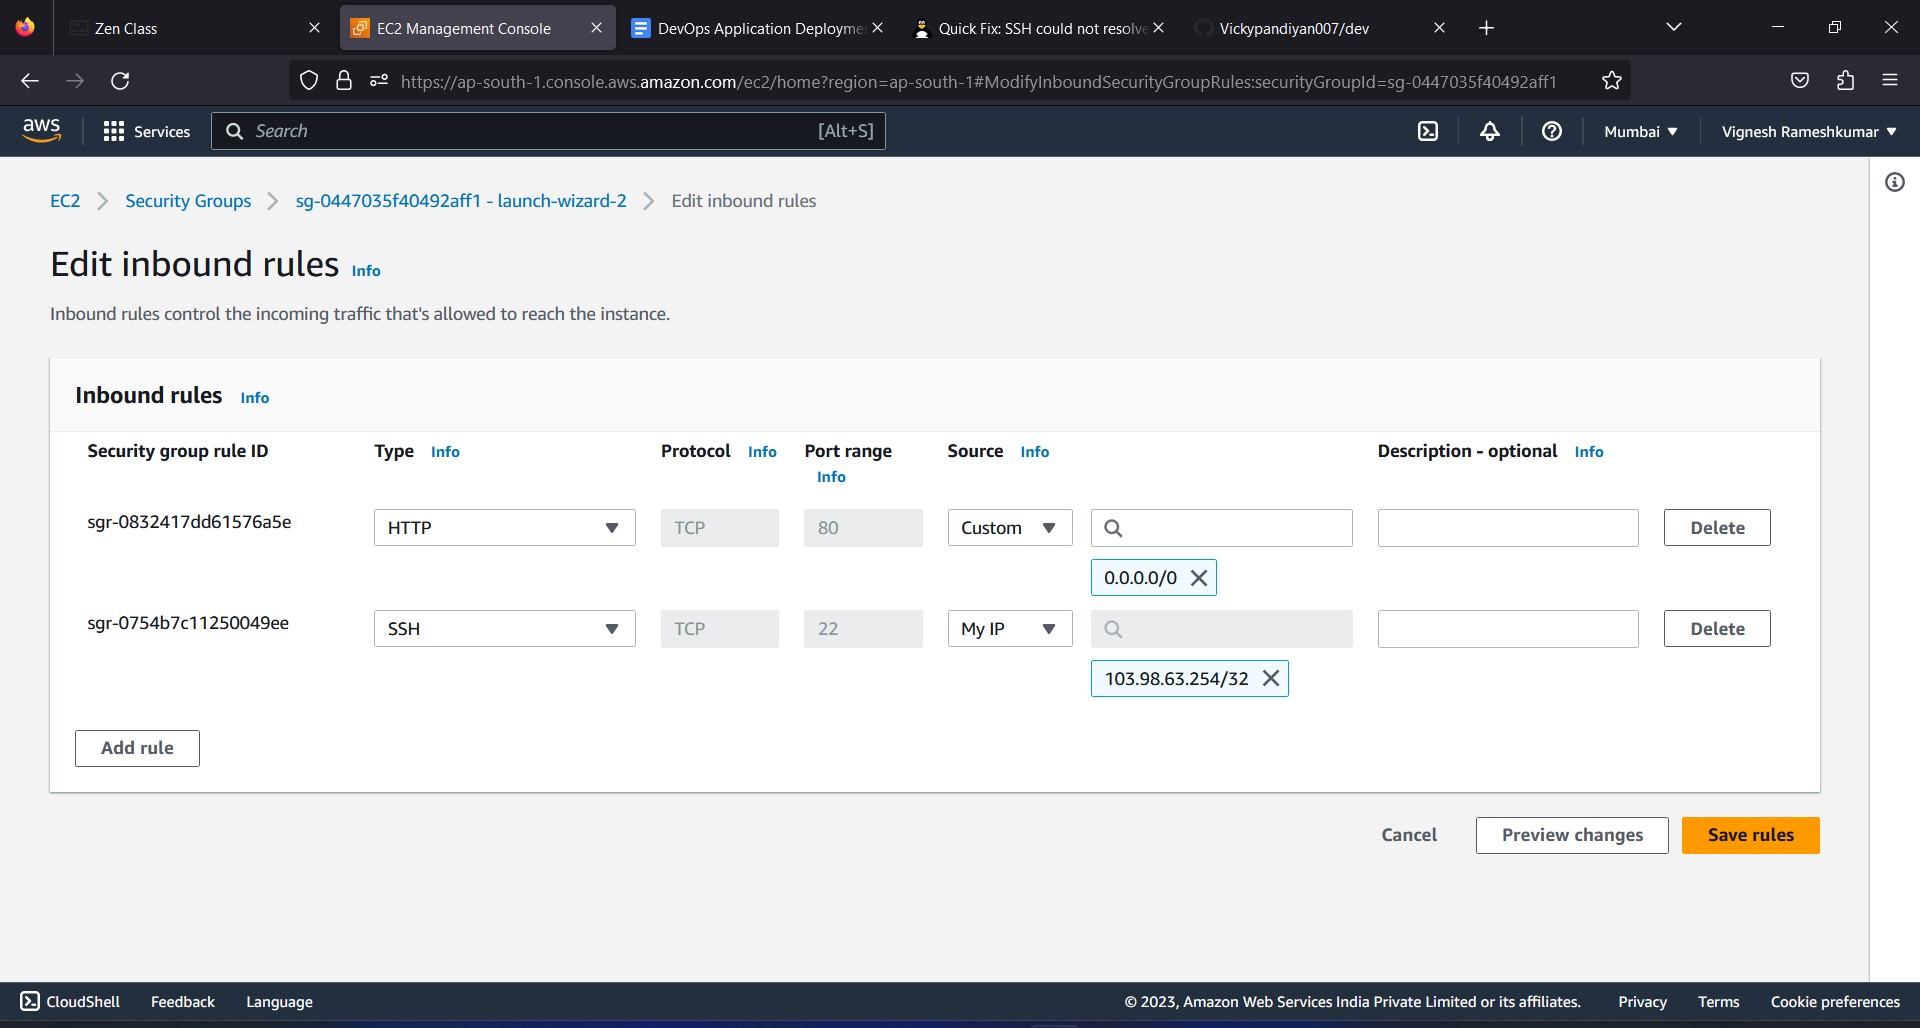 Zen Class
EC2 Management Console
DevOps Application Deployme
Quick Fix: SSH could not resolve
Vickypandiyan007/dev
https://ap-south-1.console.aws.amazon.com/ec2/home?region=ap-south-1#ModifyInboundSecurityGroupRules:securityGroupId=sg-0447035f40492aff1
aws
Services
Search
[Alt+S]
Mumbai
Vignesh Rameshkumar
EC2
Security Groups
sg-0447035f40492aff1 - launch-wizard-2
Edit inbound rules
Edit inbound rules Info
Inbound rules control the incoming traffic that's allowed to reach the instance.
Inbound rules Info
Security group rule ID
Type Info
Protocol Info
Port range
Info
Source Info
Description - optional Info
sgr-0832417dd61576a5e
HTTP
TCP
80
Custom
0.0.0.0/0
Delete
sgr-0754b7c11250049ee
SSH
TCP
22
My IP
103.98.63.254/32
Delete
Add rule
Cancel
Preview changes
Save rules
CloudShell
Feedback
Language
© 2023, Amazon Web Services India Private Limited or its affiliates.
Privacy
Terms
Cookie preferences